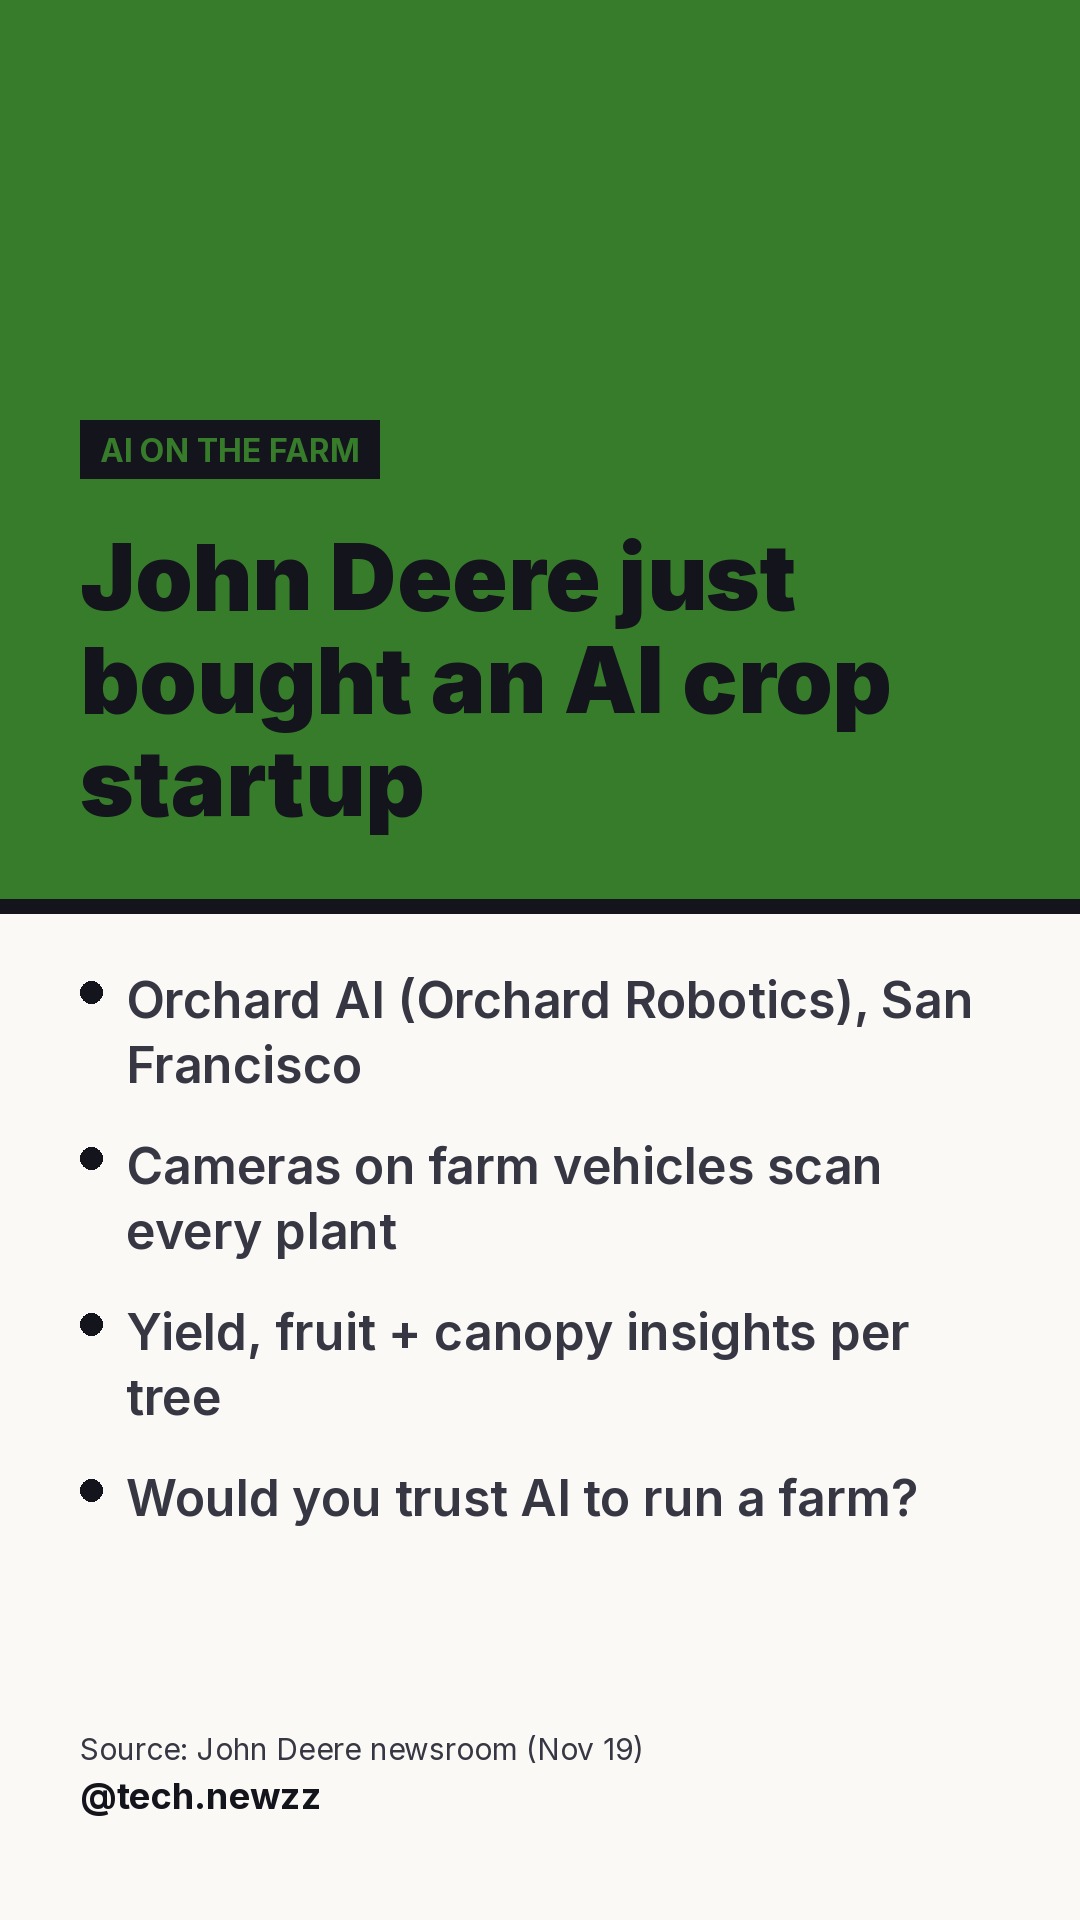 AI ON THE FARM
John Deere just
bought an AI crop
startup
Orchard AI (Orchard Robotics), San
Francisco
Cameras on farm vehicles scan
every plant
Yield, fruit + canopy insights per
tree
Would you trust AI to run a farm?
Source: John Deere newsroom (Nov 19)
@tech.newzz